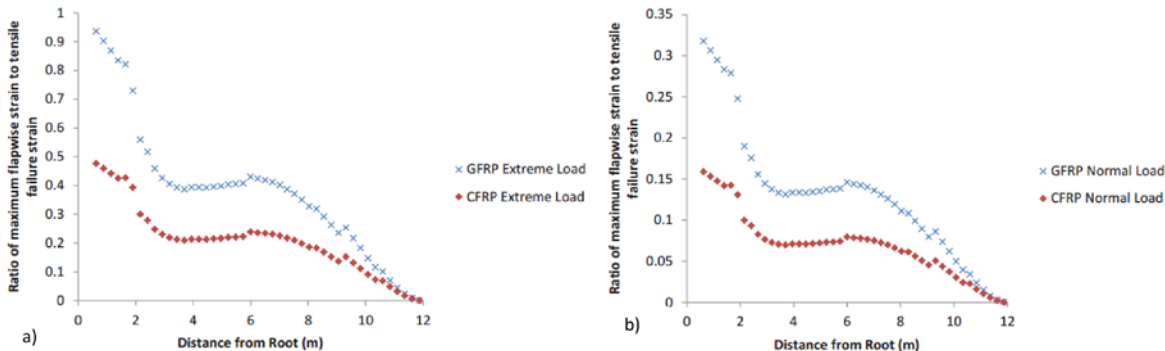 Ratio of maximum flapwise strain to tensile
failure strain
1
0.9
0.8
0.7
0.6
0.5
0.4
0.3
0.2
0.1
0
0
2
4
6
8
10
12
Distance from Root (m)
GFRP Extreme Load
CFRP Extreme Load
a)
Ratio of maximum flapwise strain to tensile
failure strain
0.35
0.3
0.25
0.2
0.15
0.1
0.05
0
0
2
4
6
8
10
12
Distance from Root (m)
GFRP Normal Load
CFRP Normal Load
b)